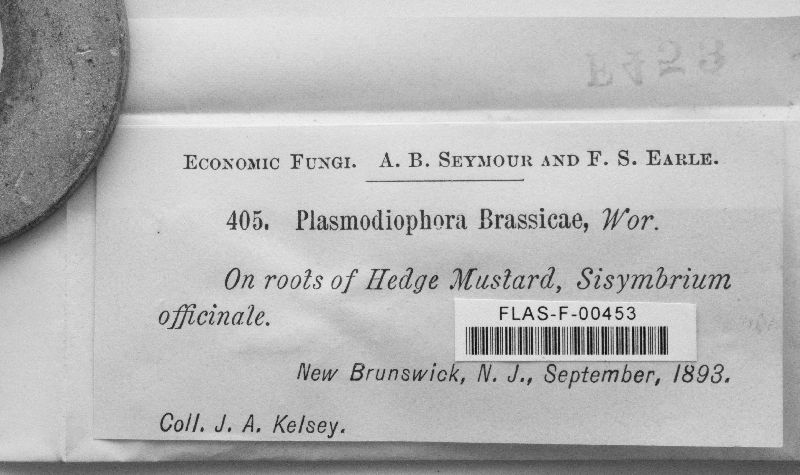 F453
Economic Fungi. A. B. Seymour and F. S. Earle.
405. Plasmodiophora Brassicae, Wor.
On roots of Hedge Mustard, Sisymbrium
officinale.
FLAS-F-00453
New Brunswick, N. J., September, 1893.
Coll. J. A. Kelsey.